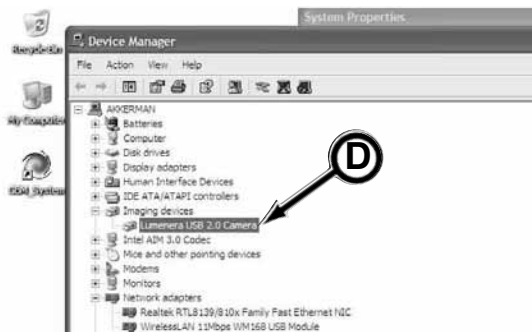 System Properties
Recycle Bin
Device Manager
File Action View Help
My Computer
AKKERMAN
Batteries
Computer
Disk drives
Display adapters
Human Interface Devices
IDE ATA/ATAPI controllers
Imaging devices
Lumenera USB 2.0 Camera
Intel AIM 3.0 Codec
Mice and other pointing devices
Modems
Monitors
Network adapters
Realtek RTL8139/810x Family Fast Ethernet NIC
WirelessLAN 11Mbps WM168 USB Module
D